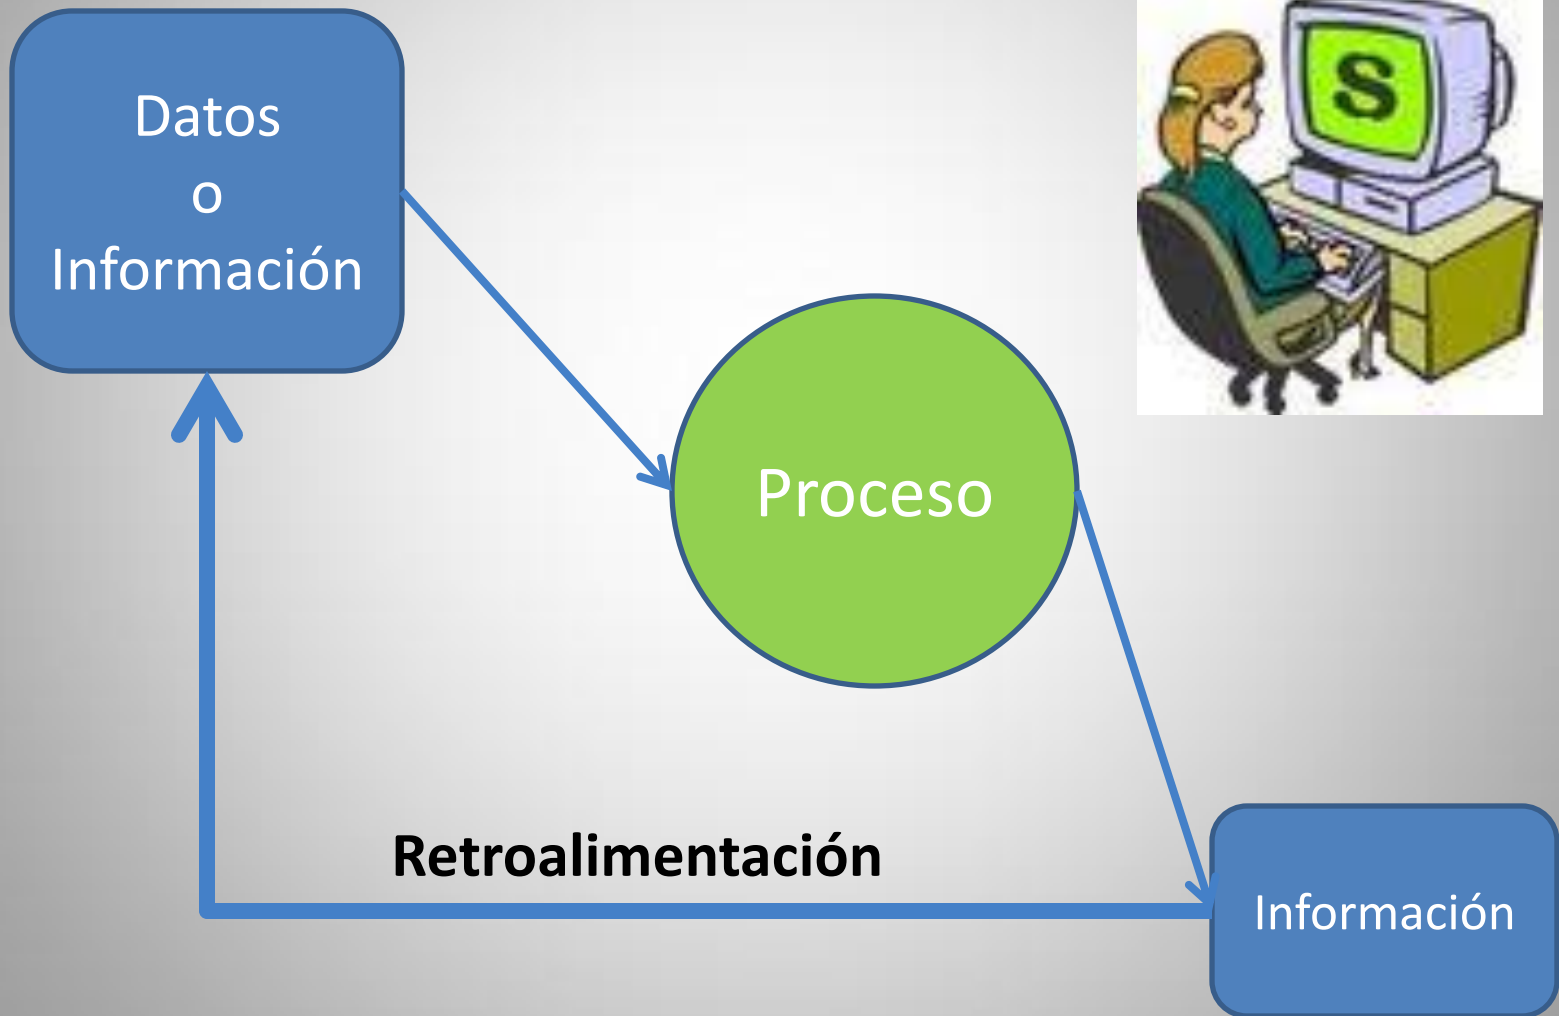 Datos
o
Información
S
Proceso
Retroalimentación
Información